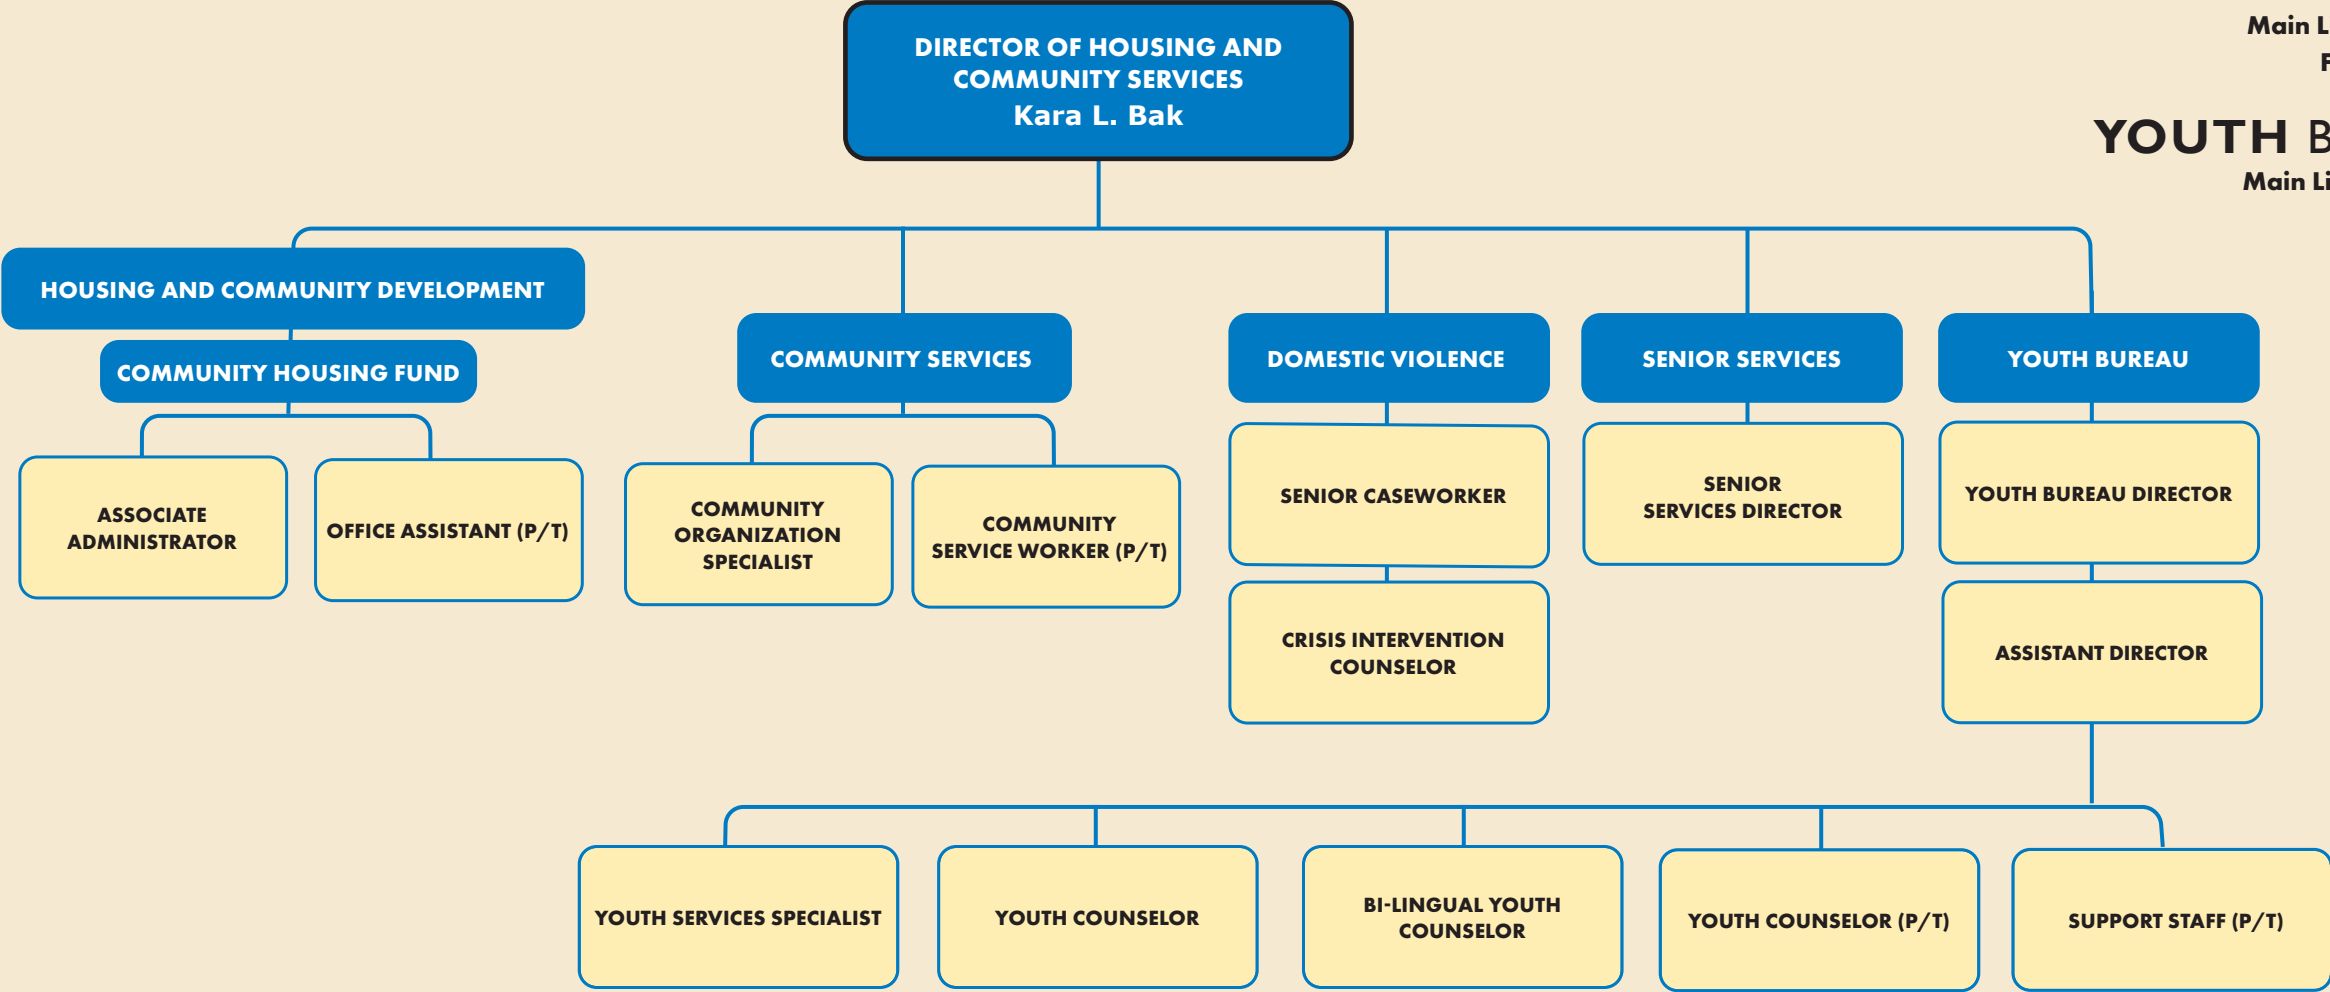 DIRECTOR OF HOUSING AND
COMMUNITY SERVICES
Kara L. Bak
Main
YOUTH
Main
HOUSING AND COMMUNITY DEVELOPMENT
COMMUNITY HOUSING FUND
COMMUNITY SERVICES
DOMESTIC VIOLENCE
SENIOR SERVICES
YOUTH BUREAU
ASSOCIATE
ADMINISTRATOR
OFFICE ASSISTANT (P/T)
COMMUNITY
ORGANIZATION
SPECIALIST
COMMUNITY
SERVICE WORKER (P/T)
SENIOR CASEWORKER
SENIOR
SERVICES DIRECTOR
YOUTH BUREAU DIRECTOR
CRISIS INTERVENTION
COUNSELOR
ASSISTANT DIRECTOR
YOUTH SERVICES SPECIALIST
YOUTH COUNSELOR
BI-LINGUAL YOUTH
COUNSELOR
YOUTH COUNSELOR (P/T)
SUPPORT STAFF (P/T)